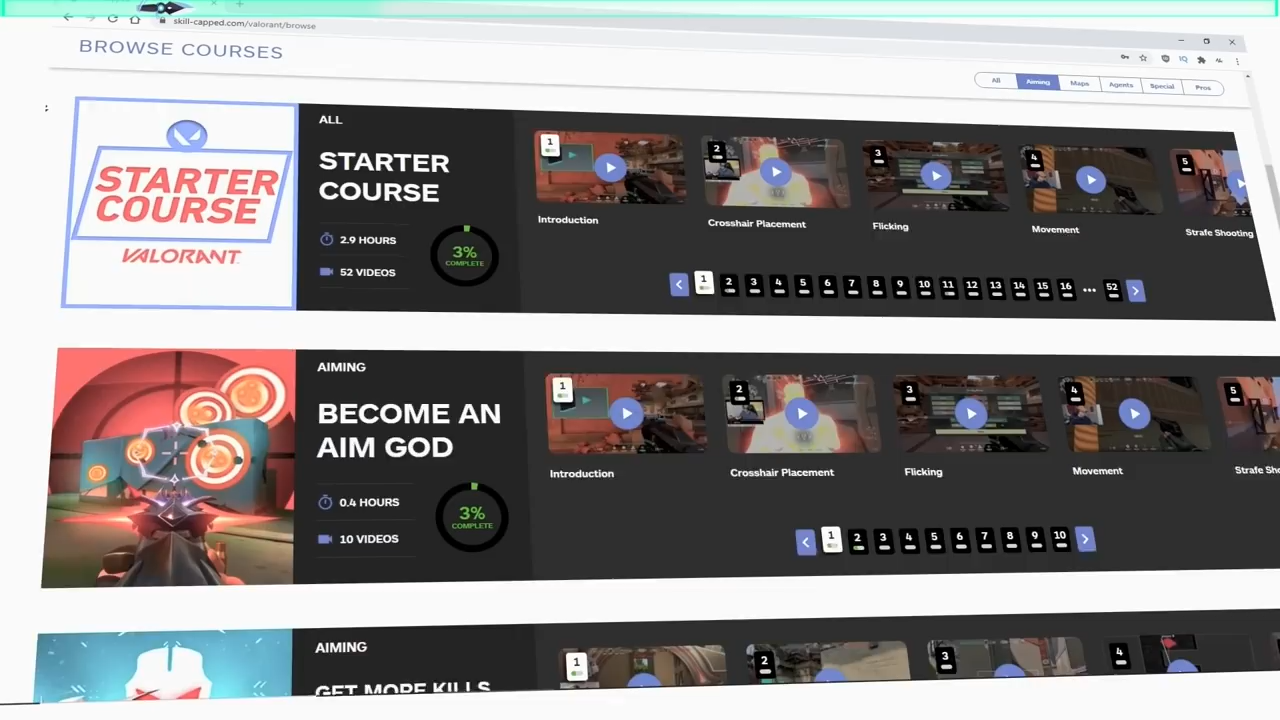 skill-capped.com/valorant/browse
BROWSE COURSES
All
Aiming
Maps
Agents
Special
Pros
STARTER
COURSE
VALORANT
ALL
STARTER
COURSE
2.9 HOURS
52 VIDEOS
3%
COMPLETE
1
2
3
4
5
Introduction
Crosshair Placement
Flicking
Movement
Strafe Shooting
1 2 3 4 5 6 7 8 9 10 11 12 13 14 15 16 ••• 52
AIMING
BECOME AN
AIM GOD
0.4 HOURS
10 VIDEOS
3%
COMPLETE
1
2
3
4
5
Introduction
Crosshair Placement
Flicking
Movement
Strafe Sho
1 2 3 4 5 6 7 8 9 10
AIMING
GET MORE KILLS
1
2
3
4